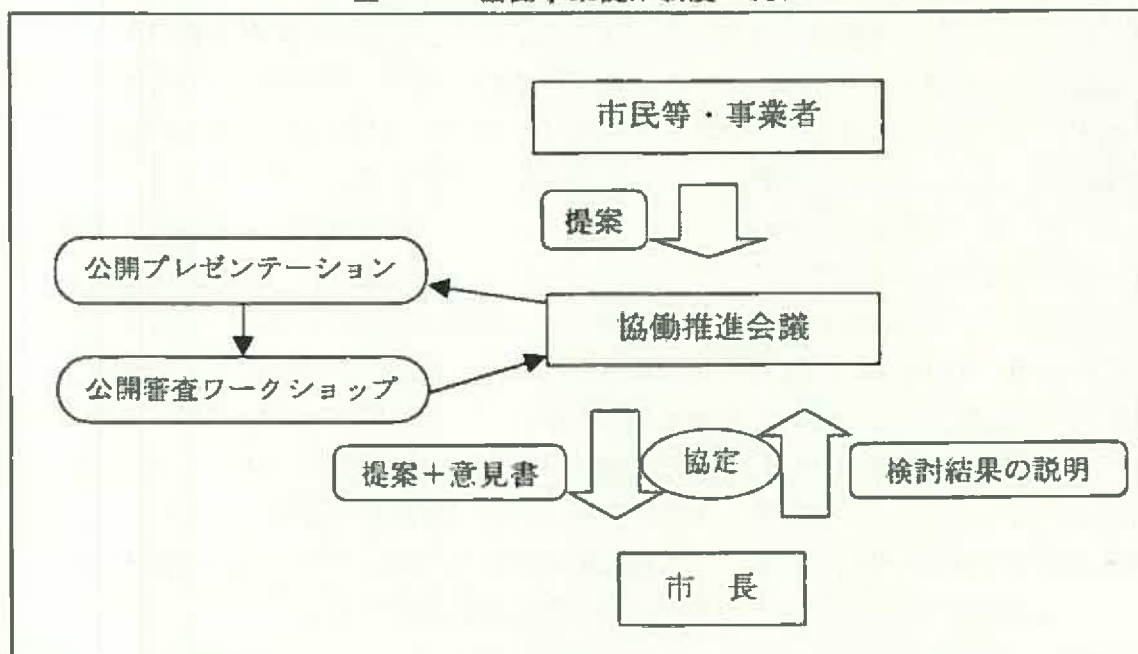 市民等・事業者
提案
公開プレゼンテーション
協働推進会議
公開審査ワークショップ
提案＋意見書
協定
検討結果の説明
市　長